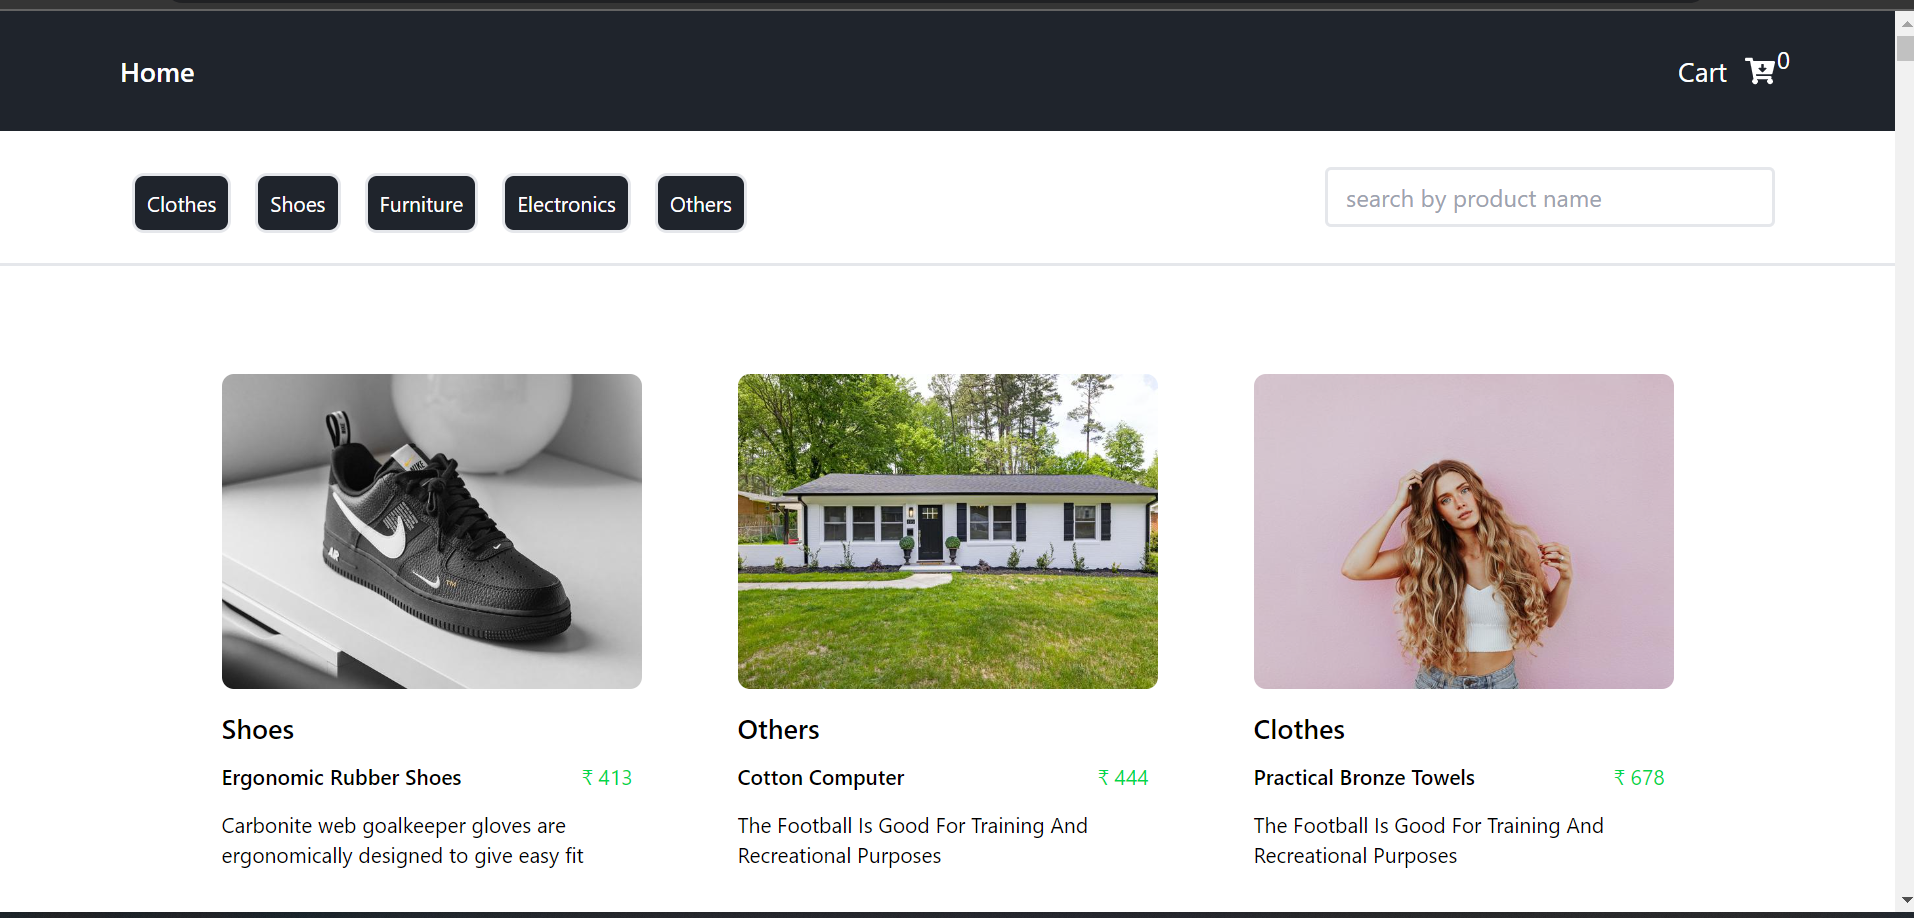 Home
Cart 0
Clothes Shoes Furniture Electronics Others
search by product name
AIR
™
Shoes
Ergonomic Rubber Shoes ₹ 413
Carbonite web goalkeeper gloves are
ergonomically designed to give easy fit
Others
Cotton Computer ₹ 444
The Football Is Good For Training And
Recreational Purposes
Clothes
Practical Bronze Towels ₹ 678
The Football Is Good For Training And
Recreational Purposes